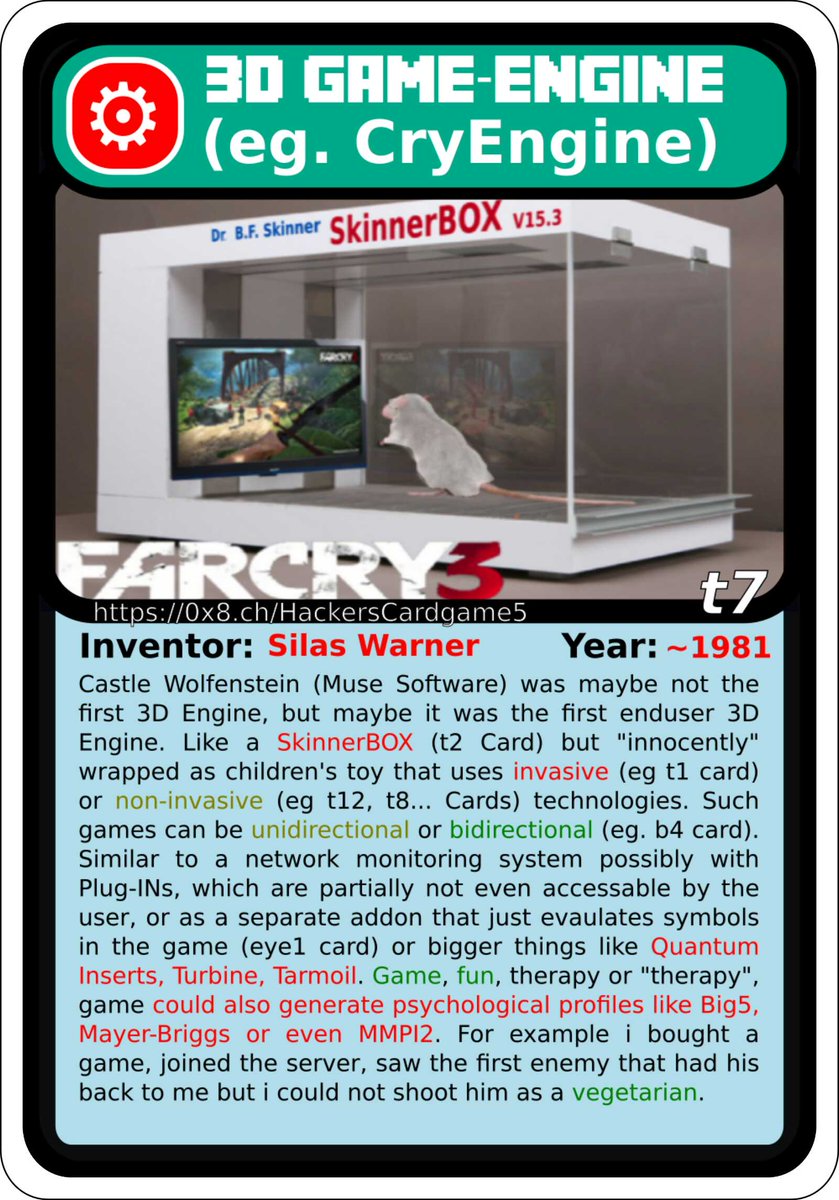 3D GAME-ENGINE
(eg. CryEngine)
Dr. B.F. Skinner SkinnerBOX V15.3
FARCRY 3
FARCRY3
t7
https://0x8.ch/HackersCardgame5
Inventor: Silas Warner Year: ~1981
Castle Wolfenstein (Muse Software) was maybe not the
first 3D Engine, but maybe it was the first enduser 3D
Engine. Like a SkinnerBOX (t2 Card) but "innocently"
wrapped as children's toy that uses invasive (eg t1 card)
or non-invasive (eg t12, t8... Cards) technologies. Such
games can be unidirectional or bidirectional (eg. b4 card).
Similar to a network monitoring system possibly with
Plug-INs, which are partially not even accessable by the
user, or as a separate addon that just evaulates symbols
in the game (eye1 card) or bigger things like Quantum
Inserts, Turbine, Tarmoil. Game, fun, therapy or "therapy",
game could also generate psychological profiles like Big5,
Mayer-Briggs or even MMPI2. For example i bought a
game, joined the server, saw the first enemy that had his
back to me but i could not shoot him as a vegetarian.